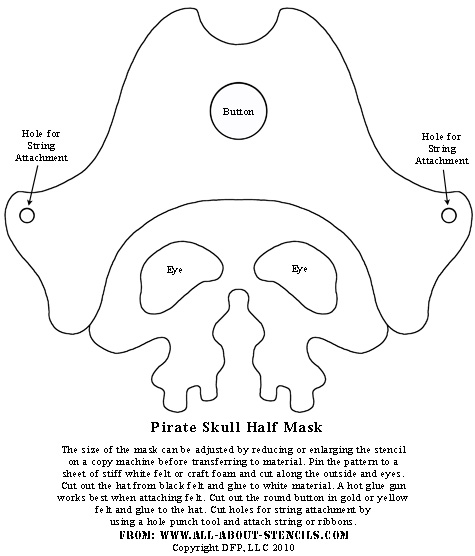 Button
Hole for
String
Attachment
Hole for
String
Attachment
Eye
Eye
Pirate Skull Half Mask
The size of the mask can be adjusted by reducing or enlarging the stencil
on a copy machine before transferring to material. Pin the pattern to a
sheet of stiff white felt or craft foam and cut along the outside and eyes.
Cut out the hat from black felt and glue to white material. A hot glue gun
works best when attaching felt. Cut out the round button in gold or yellow
felt and glue to the hat. Cut holes for string attachment by
using a hole punch tool and attach string or ribbons.
FROM: WWW.ALL-ABOUT-STENCILS.COM
Copyright DFP, LLC 2010